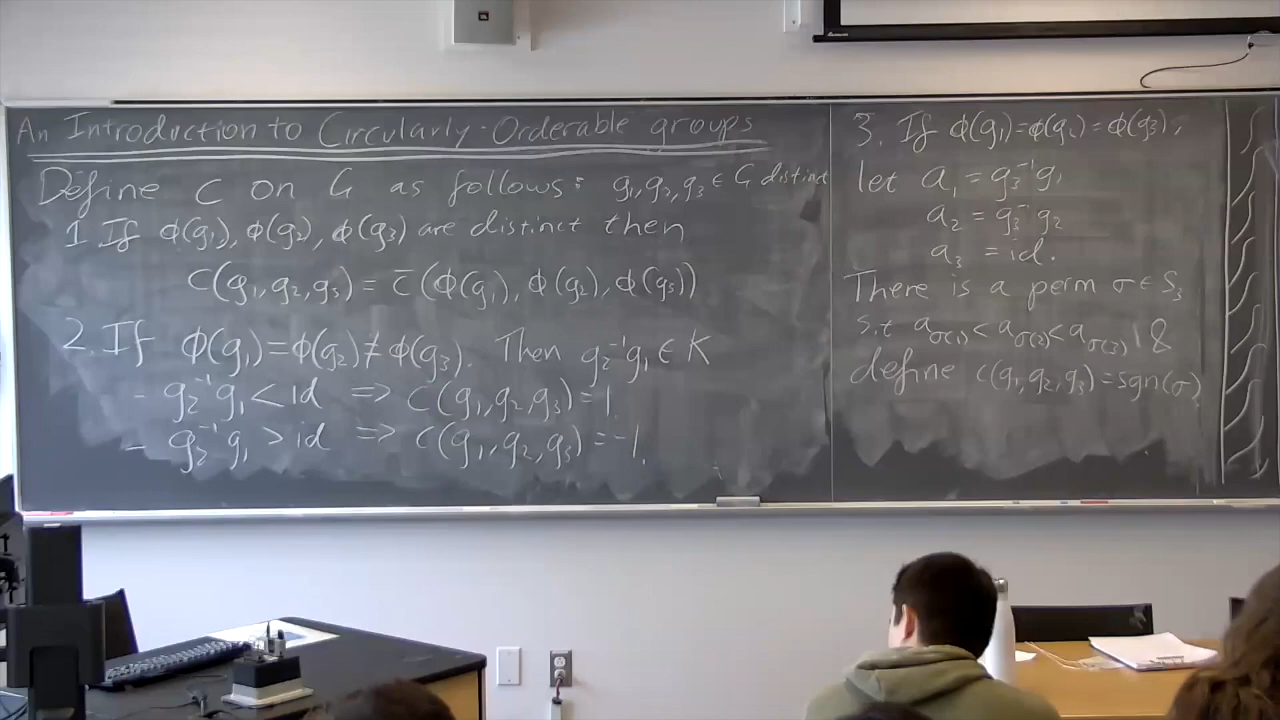 An Introduction to Circularly-Orderable groups
Define c on G as follows: g₁,g₂,g₃ ∈ G distinct
1. If φ(g₁), φ(g₂), φ(g₃) are distinct then
c(g₁,g₂,g₃) = c̄(φ(g₁), φ(g₂), φ(g₃))
2. If φ(g₁)=φ(g₂)≠φ(g₃). Then g₂⁻¹g₁ ∈ K
- g₂⁻¹g₁ < id ⇒ c(g₁,g₂,g₃)=1.
- g₂⁻¹g₁ > id ⇒ c(g₁,g₂,g₃)=-1.
3. If φ(g₁)=φ(g₂)=φ(g₃),
let a₁ = g₃⁻¹g₁
a₂ = g₃⁻¹g₂
a₃ = id.
There is a perm σ∈S₃
s.t a_σ(1)<a_σ(2)<a_σ(3), &
define c(g₁,g₂,g₃)=sgn(σ)